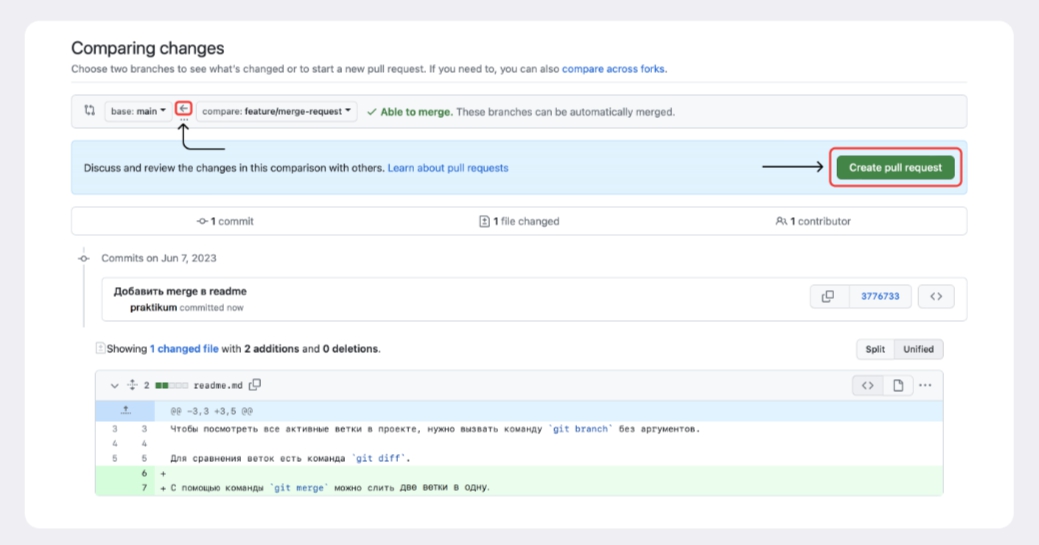 Comparing changes
Choose two branches to see what's changed or to start a new pull request. If you need to, you can also compare across forks.
base: main compare: feature/merge-request Able to merge. These branches can be automatically merged.
Discuss and review the changes in this comparison with others. Learn about pull requests Create pull request
1 commit 1 file changed 1 contributor
Commits on Jun 7, 2023
Добавить merge в readme
praktikum committed now
3776733
Showing 1 changed file with 2 additions and 0 deletions.
Split Unified
2 readme.md
@@ -3,3 +3,5 @@
3 3 Чтобы посмотреть все активные ветки в проекте, нужно вызвать команду `git branch` без аргументов.
4 4
5 5 Для сравнения веток есть команда `git diff`.
6 +
7 + С помощью команды `git merge` можно слить две ветки в одну.